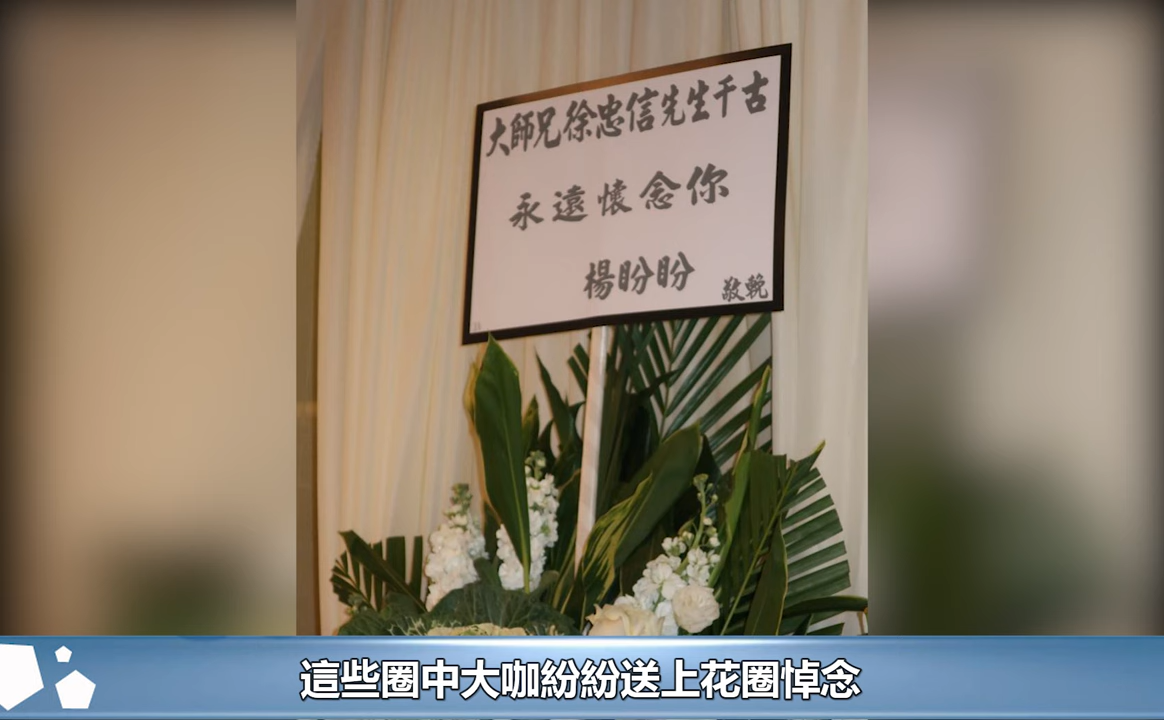 大師兄徐忠信先生千古
永遠懷念你
楊盼盼
敬輓
這些圈中大咖紛紛送上花圈悼念